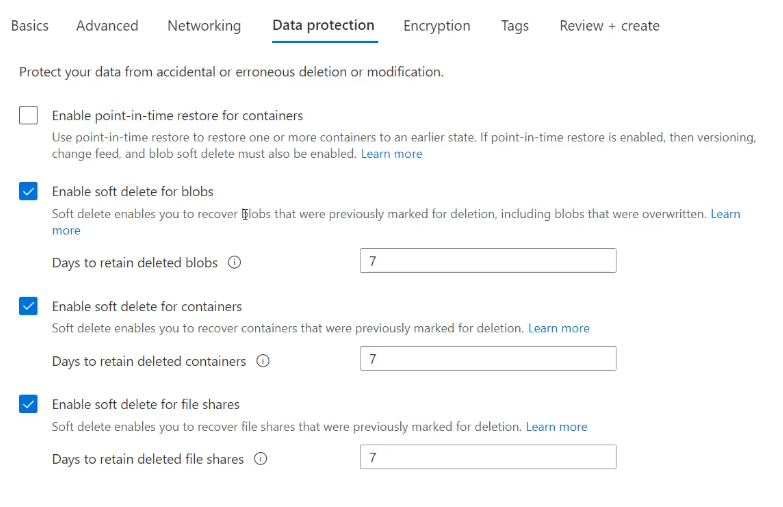 Basics Advanced Networking Data protection Encryption Tags Review + create
Protect your data from accidental or erroneous deletion or modification.
Enable point-in-time restore for containers
Use point-in-time restore to restore one or more containers to an earlier state. If point-in-time restore is enabled, then versioning,
change feed, and blob soft delete must also be enabled. Learn more
Enable soft delete for blobs
Soft delete enables you to recover blobs that were previously marked for deletion, including blobs that were overwritten. Learn
more
Days to retain deleted blobs 7
Enable soft delete for containers
Soft delete enables you to recover containers that were previously marked for deletion. Learn more
Days to retain deleted containers 7
Enable soft delete for file shares
Soft delete enables you to recover file shares that were previously marked for deletion. Learn more
Days to retain deleted file shares 7